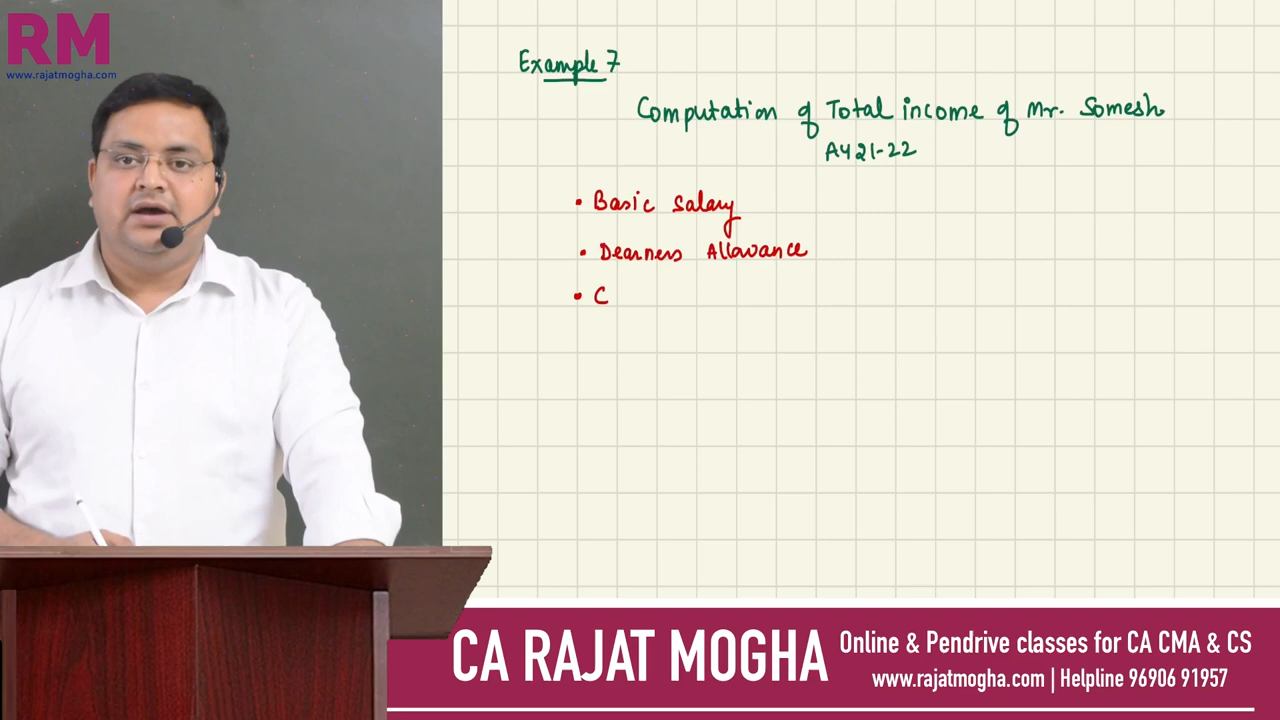 RM
www.rajatmogha.com
Example 7
Computation of Total income of Mr. Somesh
AY 21-22
• Basic Salary
• Dearness Allowance
• C
CA RAJAT MOGHA
Online & Pendrive classes for CA CMA & CS
www.rajatmogha.com | Helpline 96906 91957